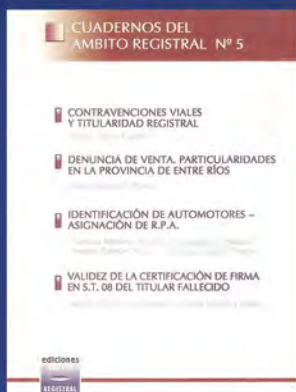 CUADERNOS DEL
AMBITO REGISTRAL Nº 5
CONTRAVENCIONES VIALES
Y TITULARIDAD REGISTRAL
DENUNCIA DE VENTA. PARTICULARIDADES
EN LA PROVINCIA DE ENTRE RÍOS
IDENTIFICACIÓN DE AUTOMOTORES –
ASIGNACIÓN DE R.P.A.
VALIDEZ DE LA CERTIFICACIÓN DE FIRMA
EN S.T. 08 DEL TITULAR FALLECIDO
ediciones
REGISTRAL